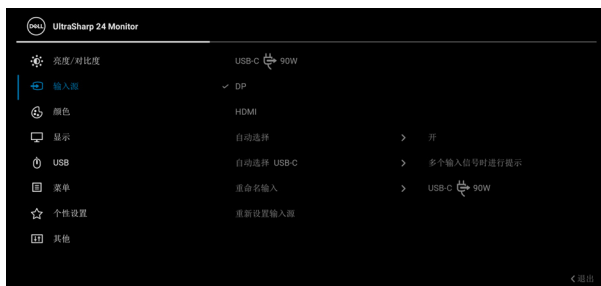 DELL UltraSharp 24 Monitor
亮度/对比度 USB-C 90W
输入源 ✓ DP
颜色 HDMI
显示 自动选择 > 开
USB 自动选择 USB-C > 多个输入信号时进行提示
菜单 重命名输入 > USB-C 90W
个性设置 重新设置输入源
其他
< 退出